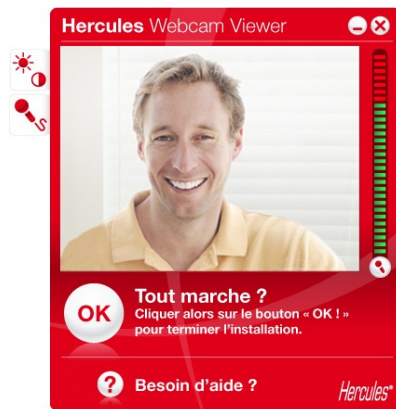 Hercules Webcam Viewer
OK
Tout marche ?
Cliquer alors sur le bouton « OK ! »
pour terminer l'installation.
? Besoin d'aide ?
Hercules®